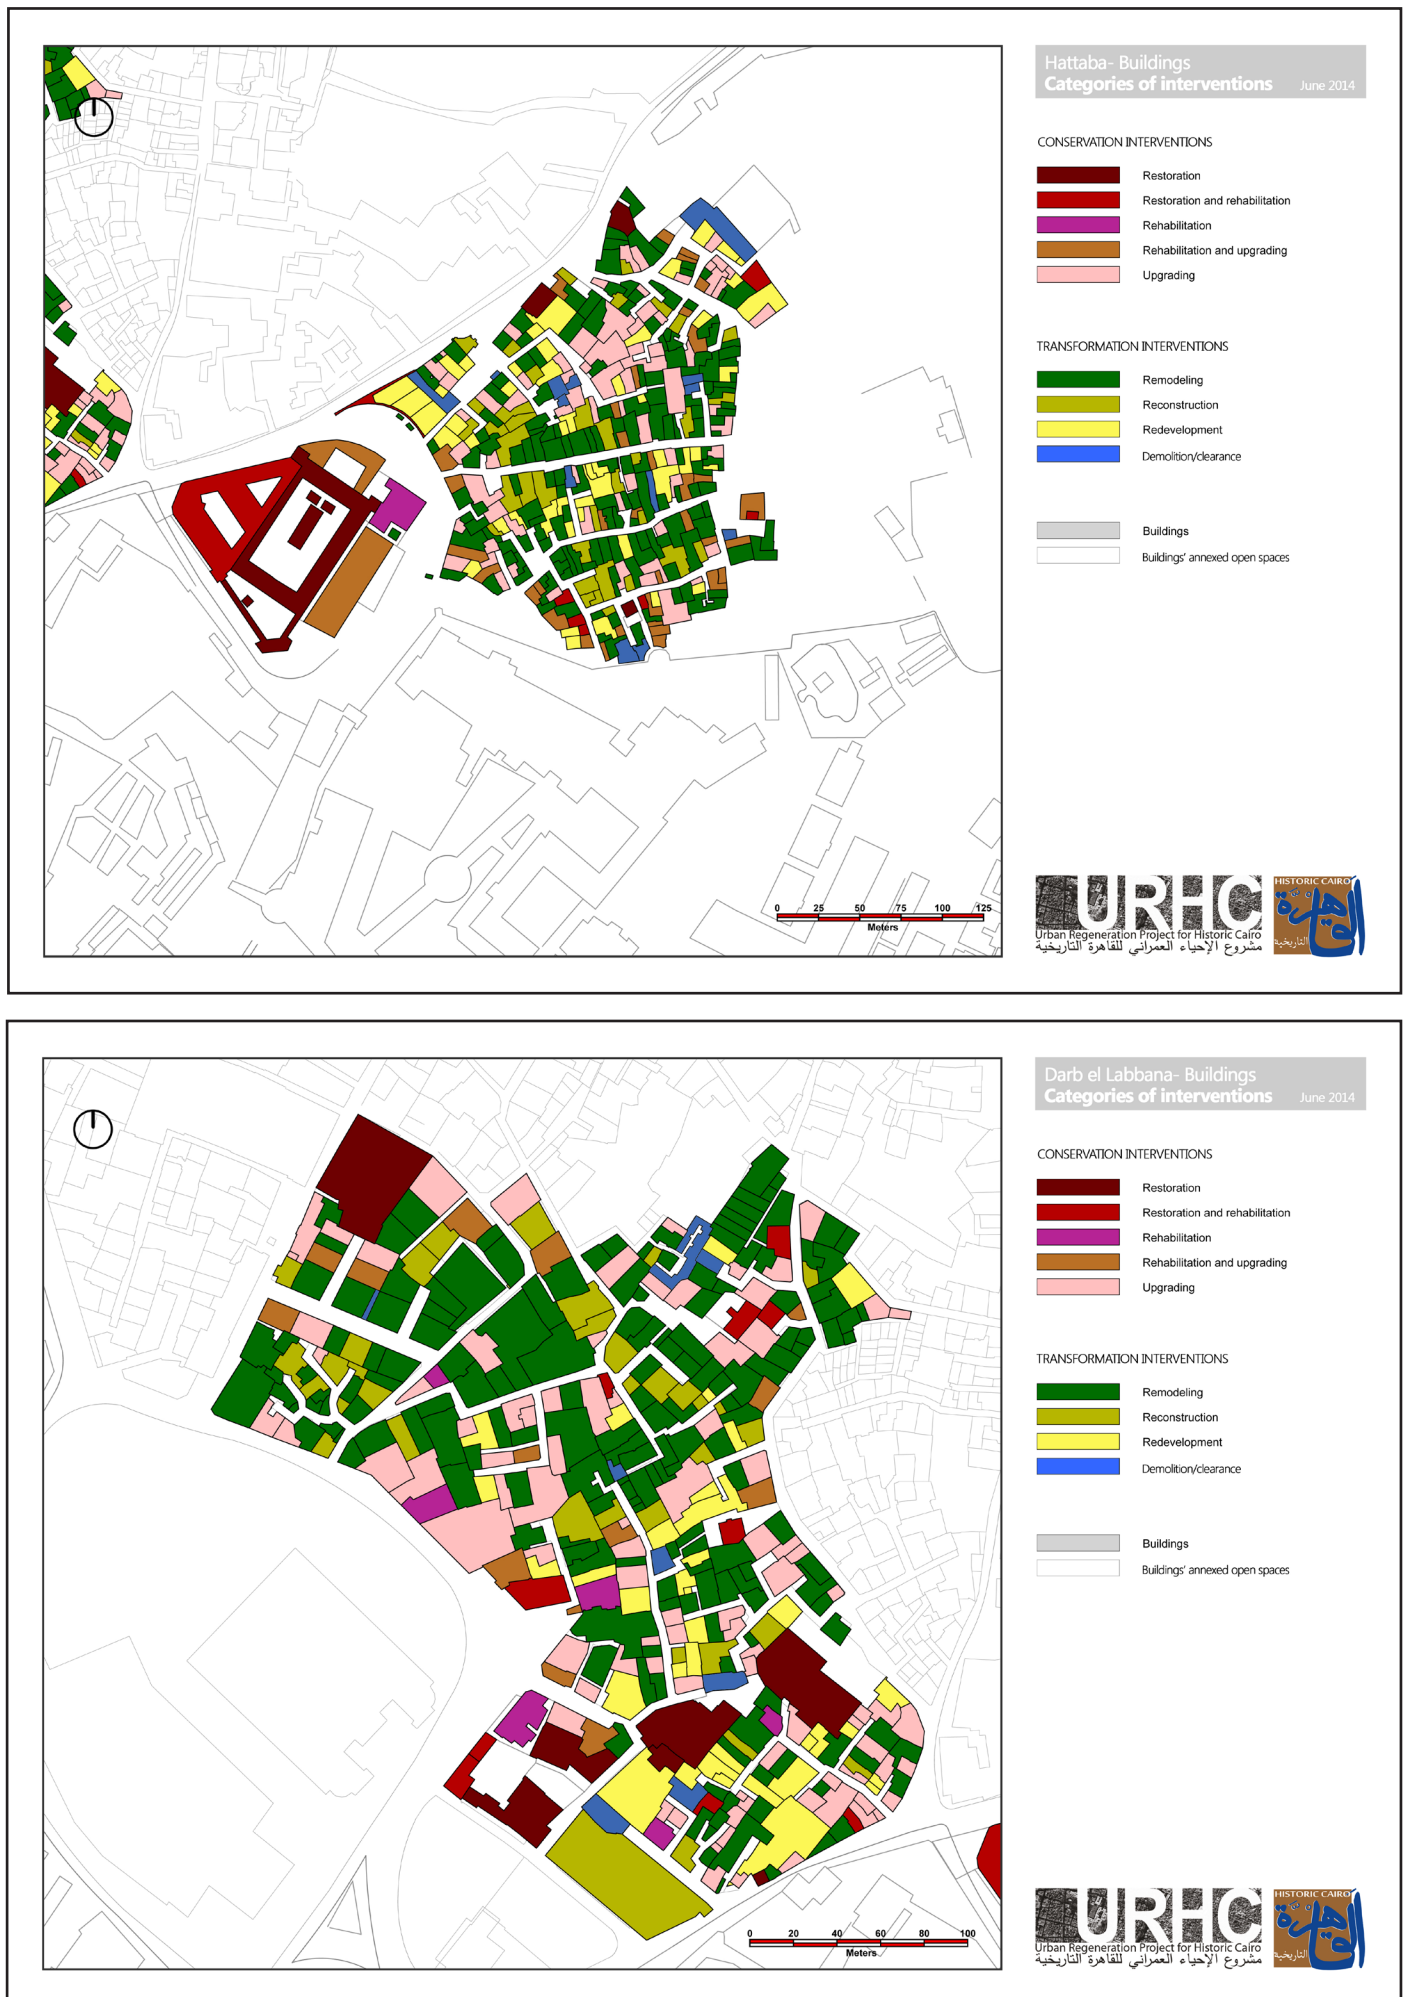 Hattaba- Buildings
Categories of interventions June 2014
CONSERVATION INTERVENTIONS
Restoration
Restoration and rehabilitation
Rehabilitation
Rehabilitation and upgrading
Upgrading
TRANSFORMATION INTERVENTIONS
Remodeling
Reconstruction
Redevelopment
Demolition/clearance
Buildings
Buildings' annexed open spaces
0 25 50 75 100 125
Meters
URHC
Urban Regeneration Project for Historic Cairo
مشروع الإحياء العمراني للقاهرة التاريخية
HISTORIC CAIRO
القاهرة
التاريخية
Darb el Labbana- Buildings
Categories of interventions June 2014
CONSERVATION INTERVENTIONS
Restoration
Restoration and rehabilitation
Rehabilitation
Rehabilitation and upgrading
Upgrading
TRANSFORMATION INTERVENTIONS
Remodeling
Reconstruction
Redevelopment
Demolition/clearance
Buildings
Buildings' annexed open spaces
0 20 40 60 80 100
Meters
URHC
Urban Regeneration Project for Historic Cairo
مشروع الإحياء العمراني للقاهرة التاريخية
HISTORIC CAIRO
القاهرة
التاريخية